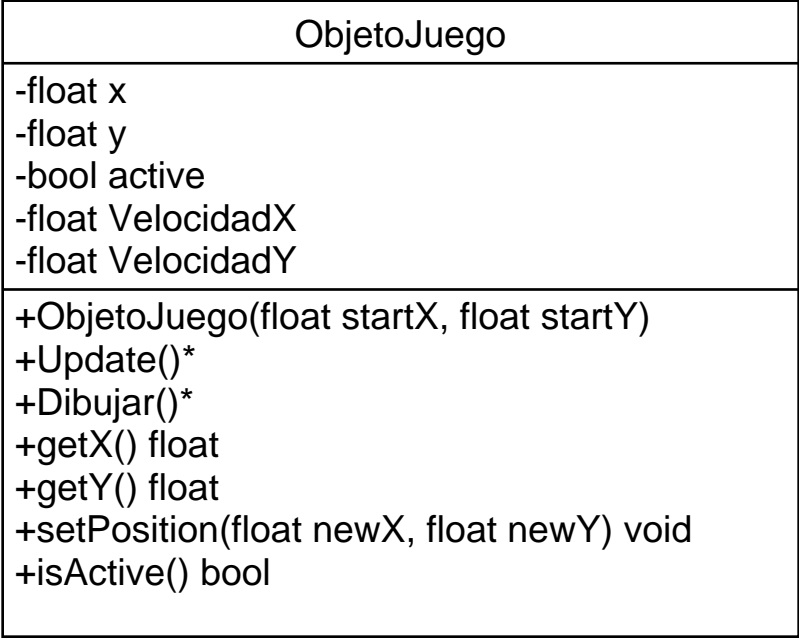 ObjetoJuego
-float x
-float y
-bool active
-float VelocidadX
-float VelocidadY
+ObjetoJuego(float startX, float startY)
+Update()*
+Dibujar()*
+getX() float
+getY() float
+setPosition(float newX, float newY) void
+isActive() bool